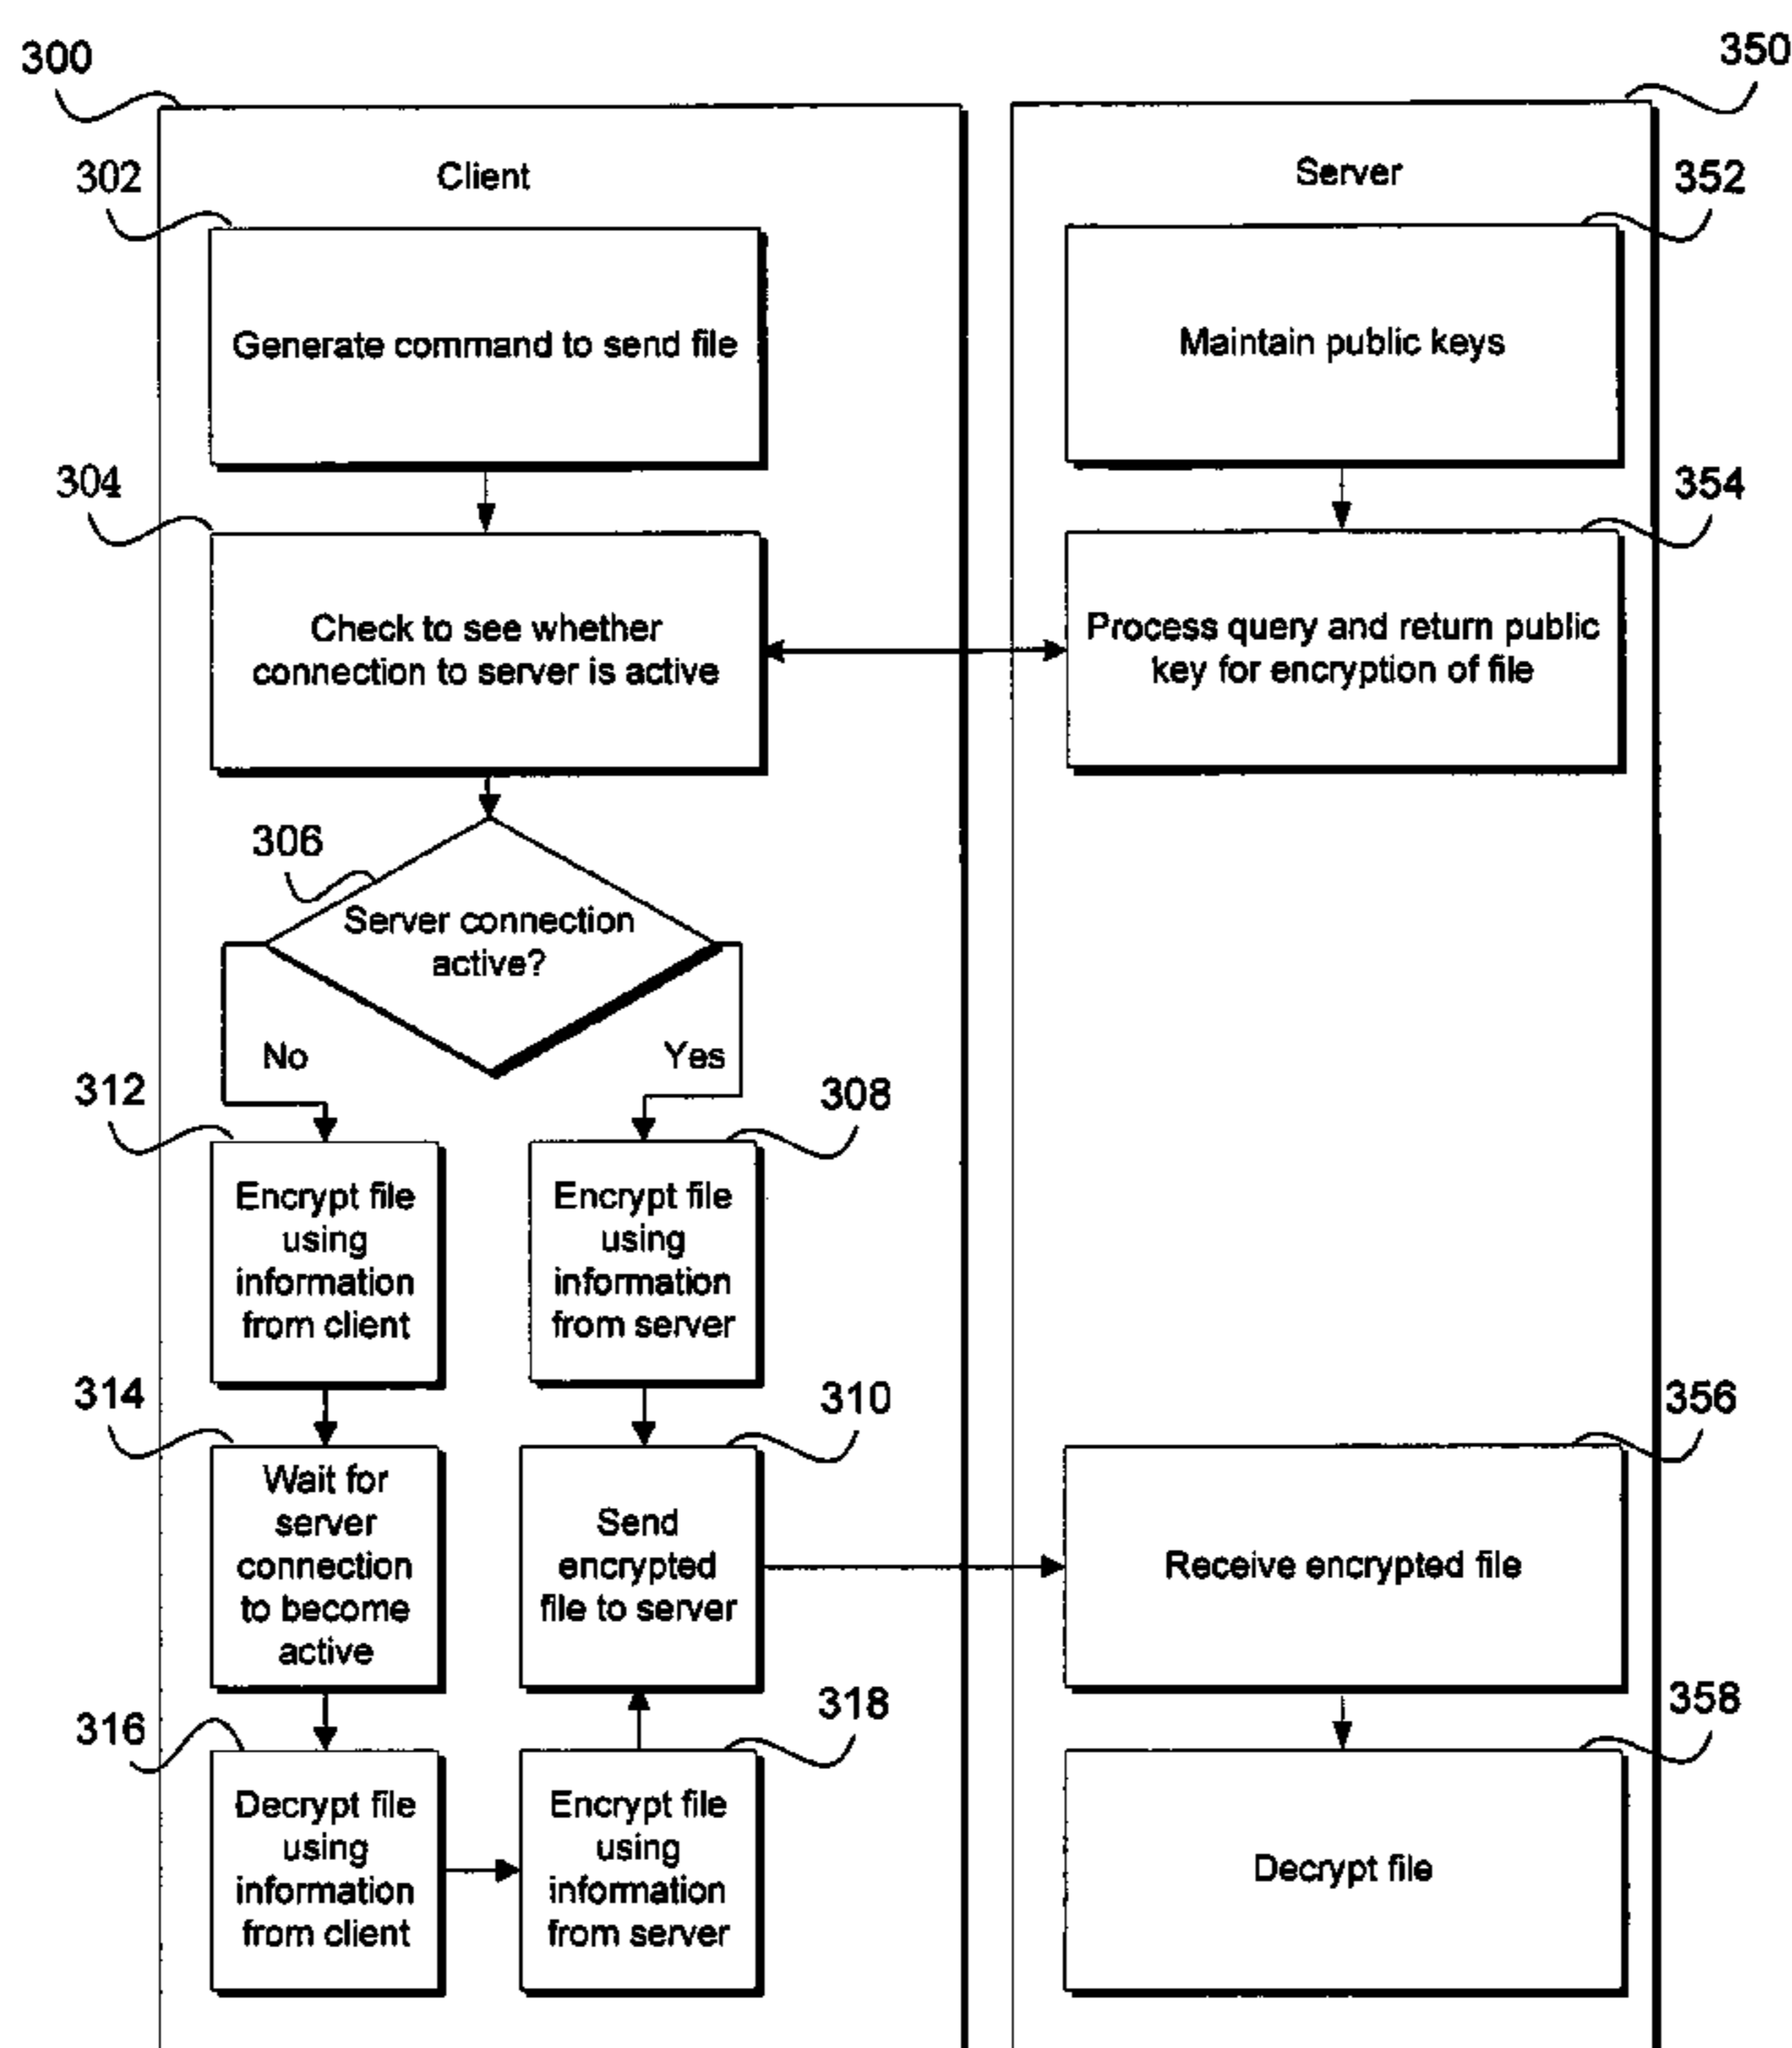 300
350
Client
Server
302
352
Generate command to send file
Maintain public keys
304
354
Check to see whether
connection to server is active
Process query and return public
key for encryption of file
306
Server connection
active?
No
Yes
312
308
Encrypt file
using
information
from client
Encrypt file
using
information
from server
314
310
356
Wait for
server
connection
to become
active
Send
encrypted
file to server
Receive encrypted file
316
318
358
Decrypt file
using
information
from client
Encrypt file
using
information
from server
Decrypt file